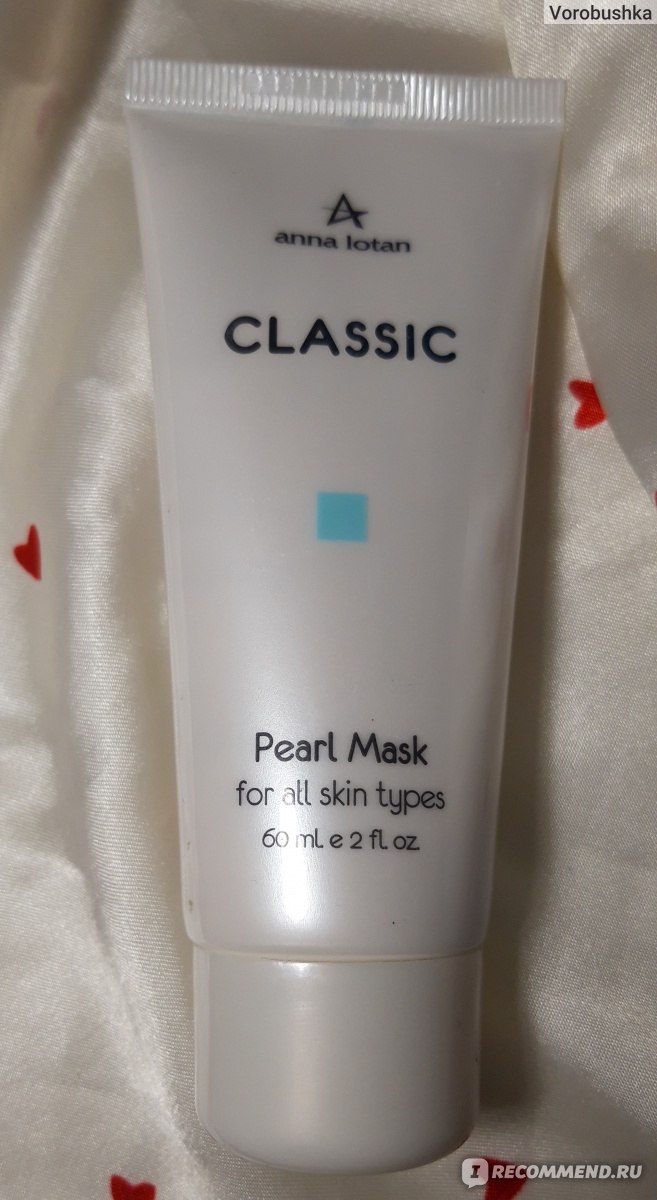 Vorobushka
anna lotan
CLASSIC
Pearl Mask
for all skin types
60 ml e 2 fl. oz.
I RECOMMEND.RU